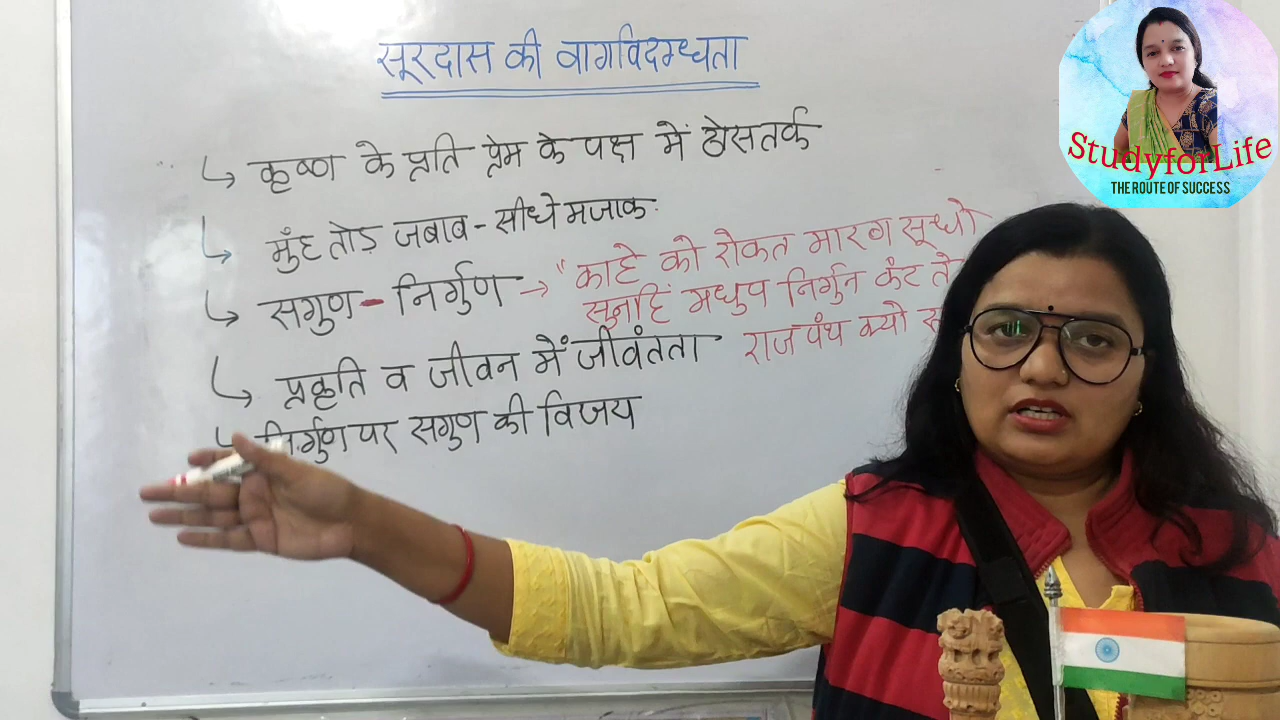 सूरदास की वागविदग्धता
StudyforLife
THE ROUTE OF SUCCESS
↳ कृष्ण के प्रति प्रेम के पक्ष में ठोस तर्क
↳ मुँह तोड़ जबाब - सीधे मजाक
↳ सगुण - निर्गुण → "काहे को रोकत मारग सूधो
सुनहिं मधुप निर्गुन कंट
राजपंथ क्यो
↳ प्रकृति व जीवन में जीवंतता
निर्गुण पर सगुण की विजय